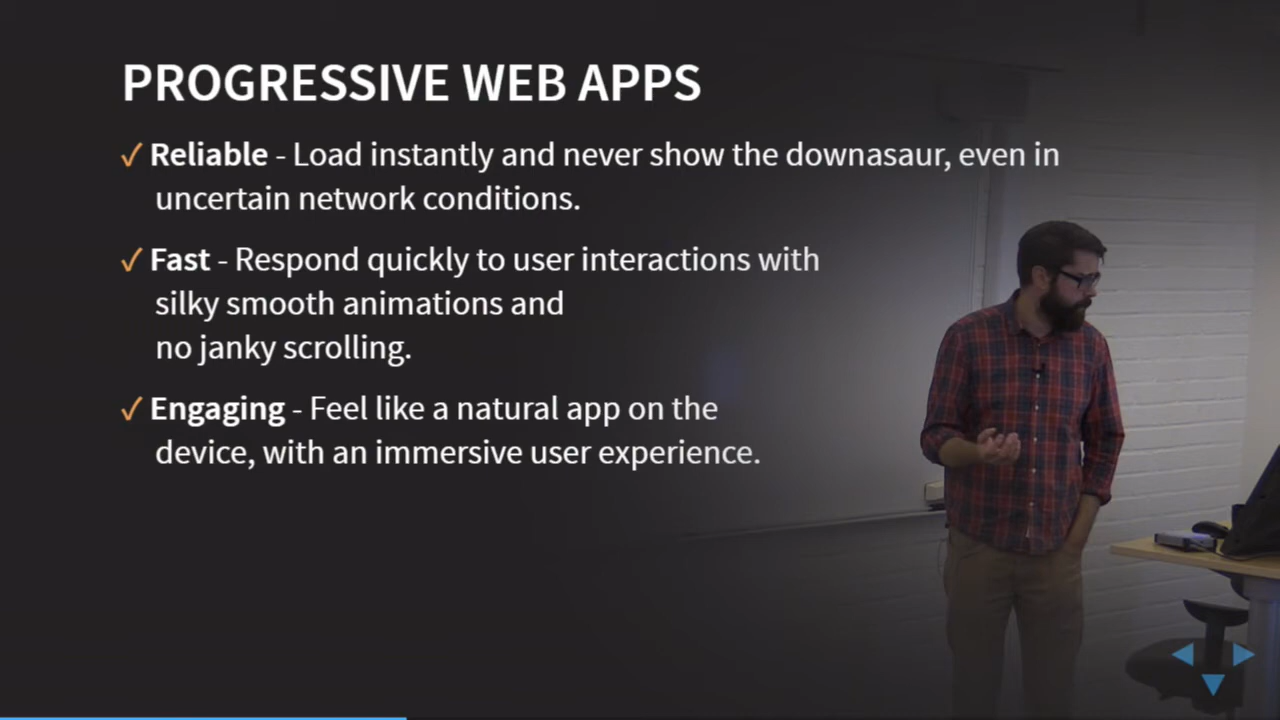 PROGRESSIVE WEB APPS
✓ Reliable - Load instantly and never show the downasaur, even in
uncertain network conditions.
✓ Fast - Respond quickly to user interactions with
silky smooth animations and
no janky scrolling.
✓ Engaging - Feel like a natural app on the
device, with an immersive user experience.